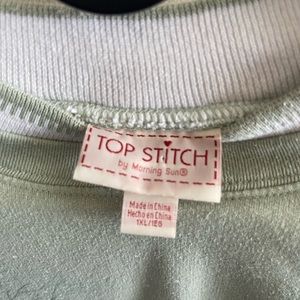 TOP STITCH
by Morning Sun®
Made in China
Hecho en China
1XL/1EG